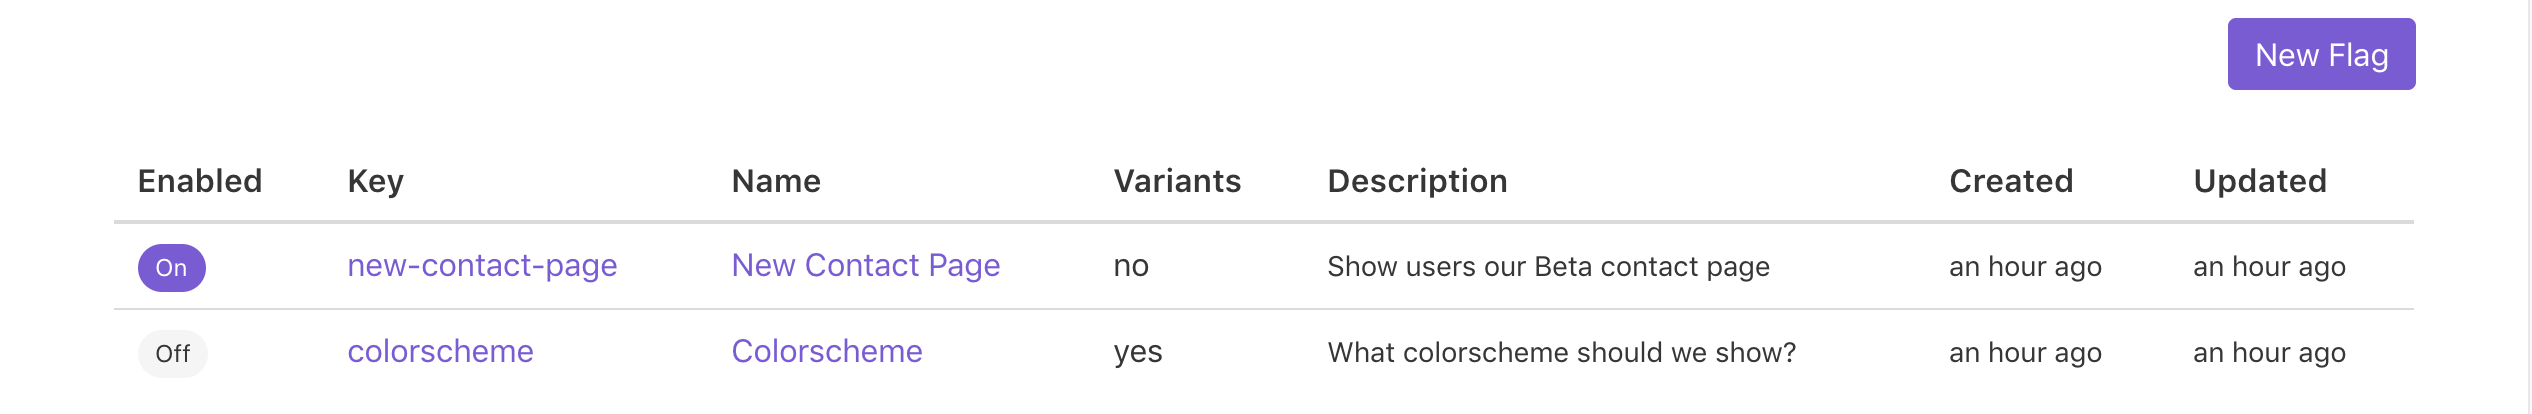 New Flag
Enabled Key Name Variants Description Created Updated
On new-contact-page New Contact Page no Show users our Beta contact page an hour ago an hour ago
Off colorscheme Colorscheme yes What colorscheme should we show? an hour ago an hour ago